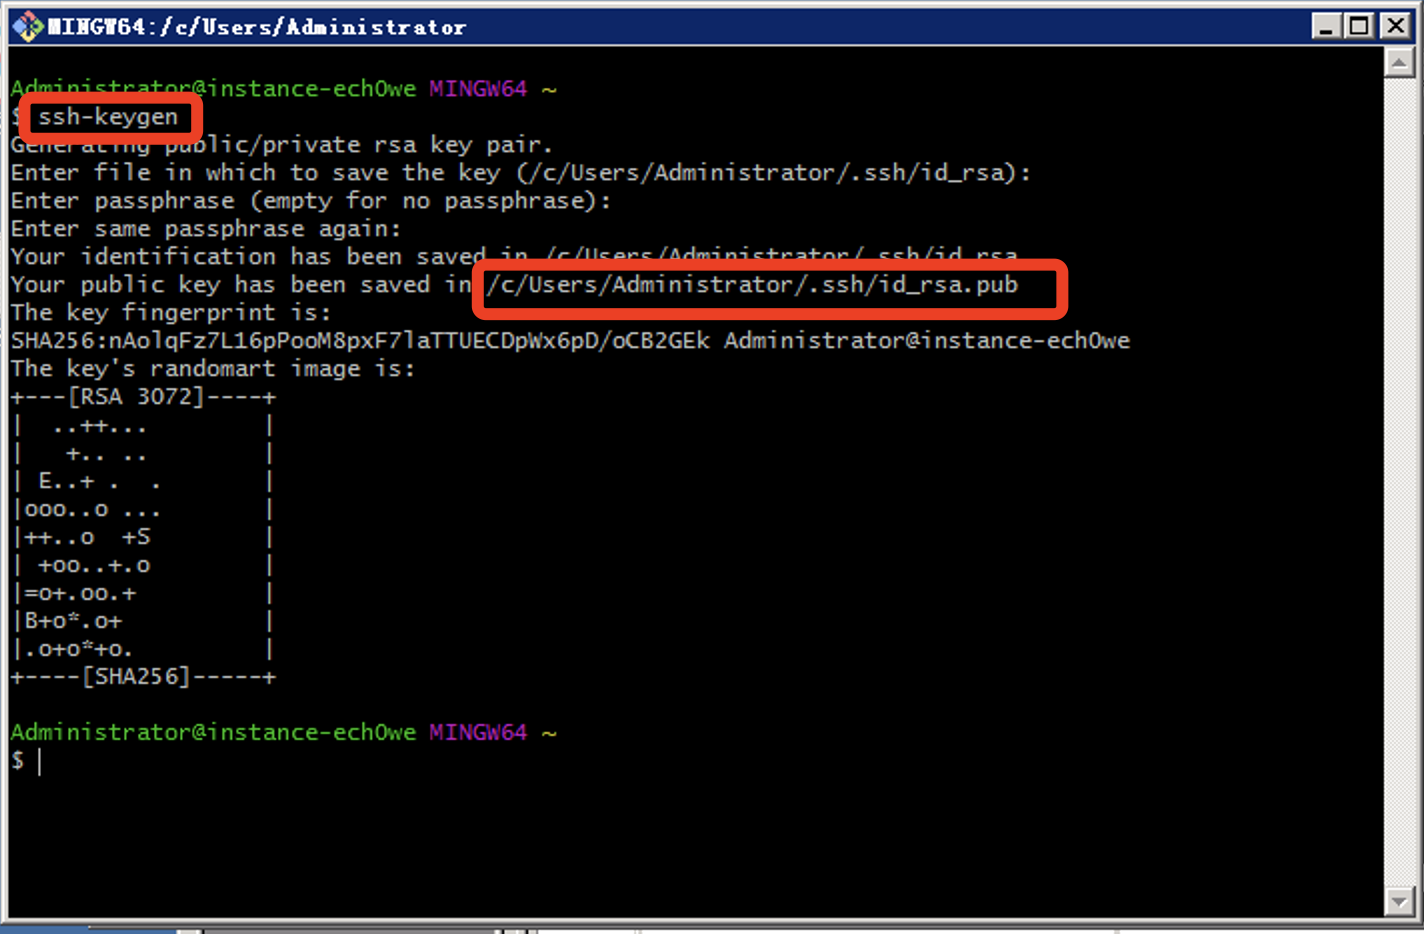 MINGW64:/c/Users/Administrator
Administrator@instance-echOwe MINGW64 ~
$ ssh-keygen
Generating public/private rsa key pair.
Enter file in which to save the key (/c/Users/Administrator/.ssh/id_rsa):
Enter passphrase (empty for no passphrase):
Enter same passphrase again:
Your identification has been saved in /c/Users/Administrator/.ssh/id_rsa
Your public key has been saved in /c/Users/Administrator/.ssh/id_rsa.pub
The key fingerprint is:
SHA256:nAolqFz7L16pPooM8pxF7laTTUECDpWx6pD/oCB2GEk Administrator@instance-echOwe
The key's randomart image is:
+---[RSA 3072]----+
|  ..++...        |
|   +.. ..        |
| E..+ .  .       |
|ooo..o ...       |
|++..o  +S        |
| +oo..+.o        |
|=o+.oo.+         |
|B+o*.o+          |
|.o+o*+o.         |
+----[SHA256]-----+
Administrator@instance-echOwe MINGW64 ~
$